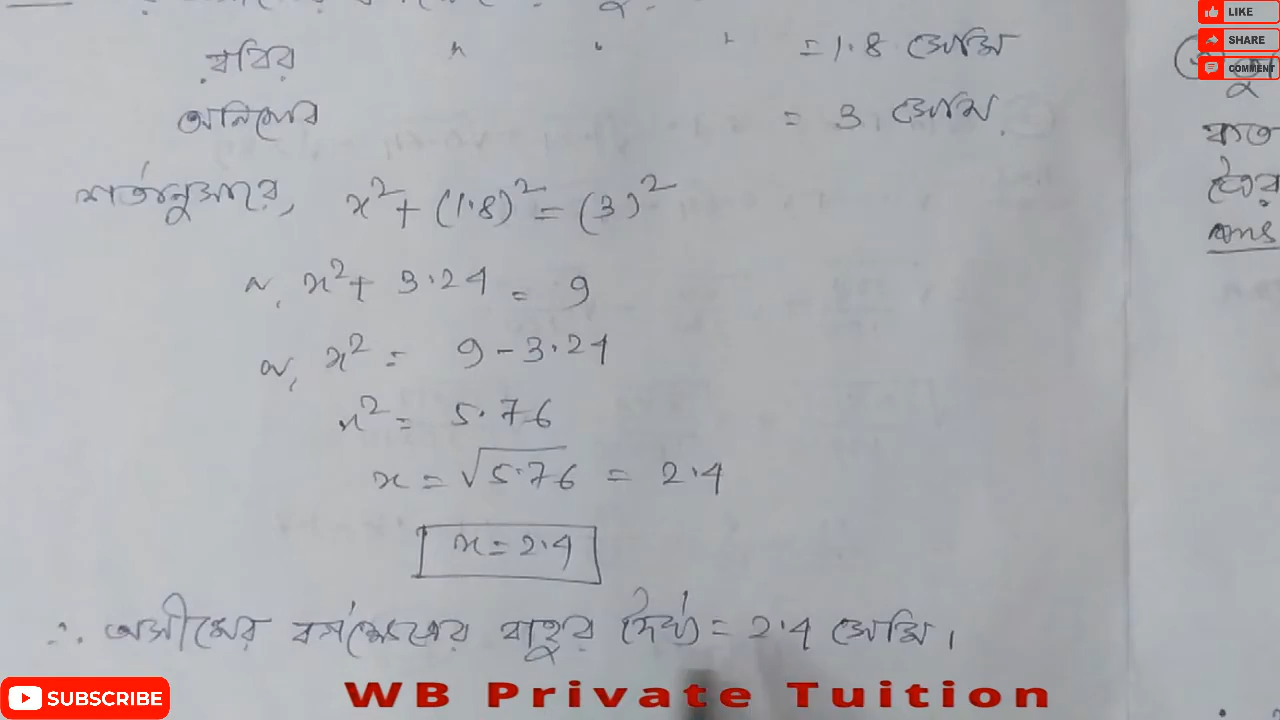 LIKE
SHARE
COMMENT
রবির " " " = 1.8 সেমি
অনিশের = 3 সেমি.
শর্তানুসারে, x² + (1.8)² = (3)²
বা, x² + 3.24 = 9
বা, x² = 9 - 3.24
x² = 5.76
x = √5.76 = 2.4
x = 2.4
∴ অসীমের বর্গক্ষেত্রের বাহুর দৈর্ঘ্য = 2.4 সেমি।
ans
SUBSCRIBE
WB Private Tuition